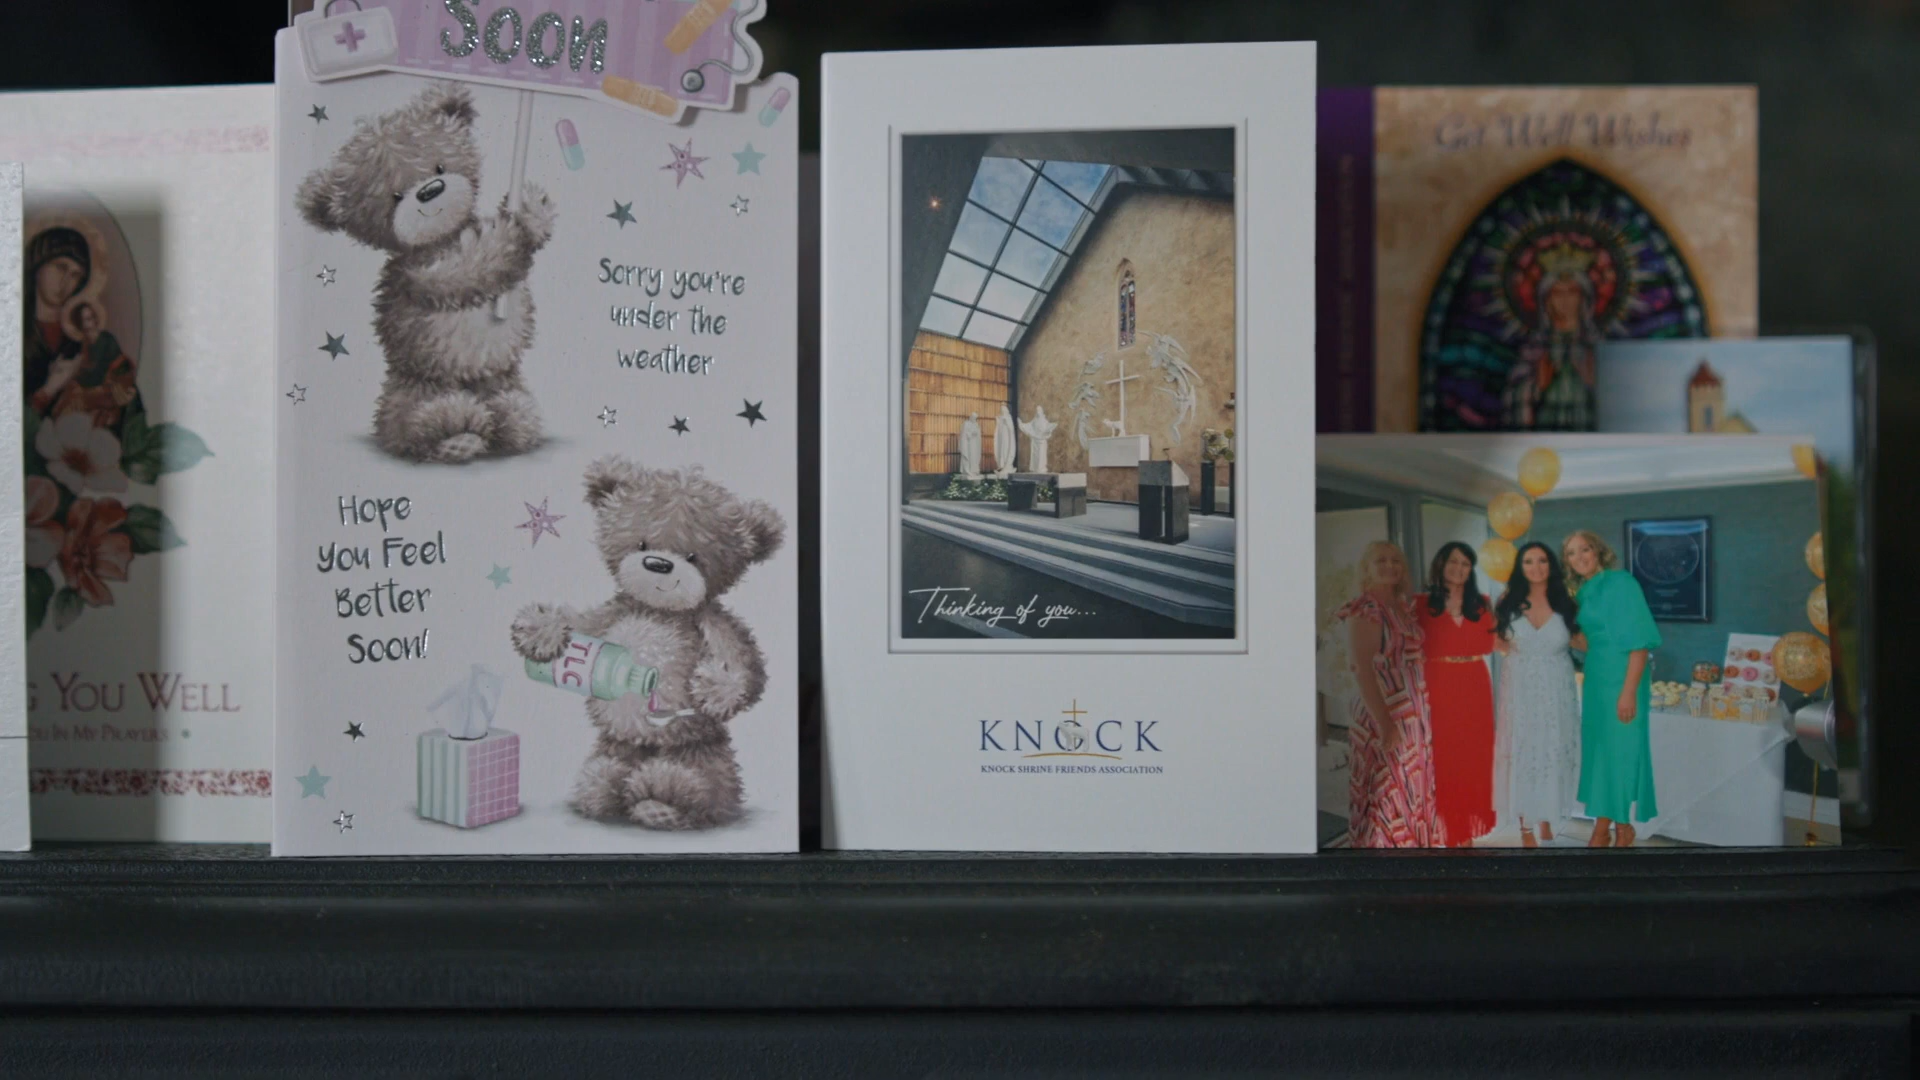 YOU WELL
YOU IN MY PRAYERS
Soon
Sorry you're
under the
weather
Hope
you Feel
Better
Soon!
TLC
Thinking of you...
KNOCK
KNOCK SHRINE FRIENDS ASSOCIATION
Get Well Wishes